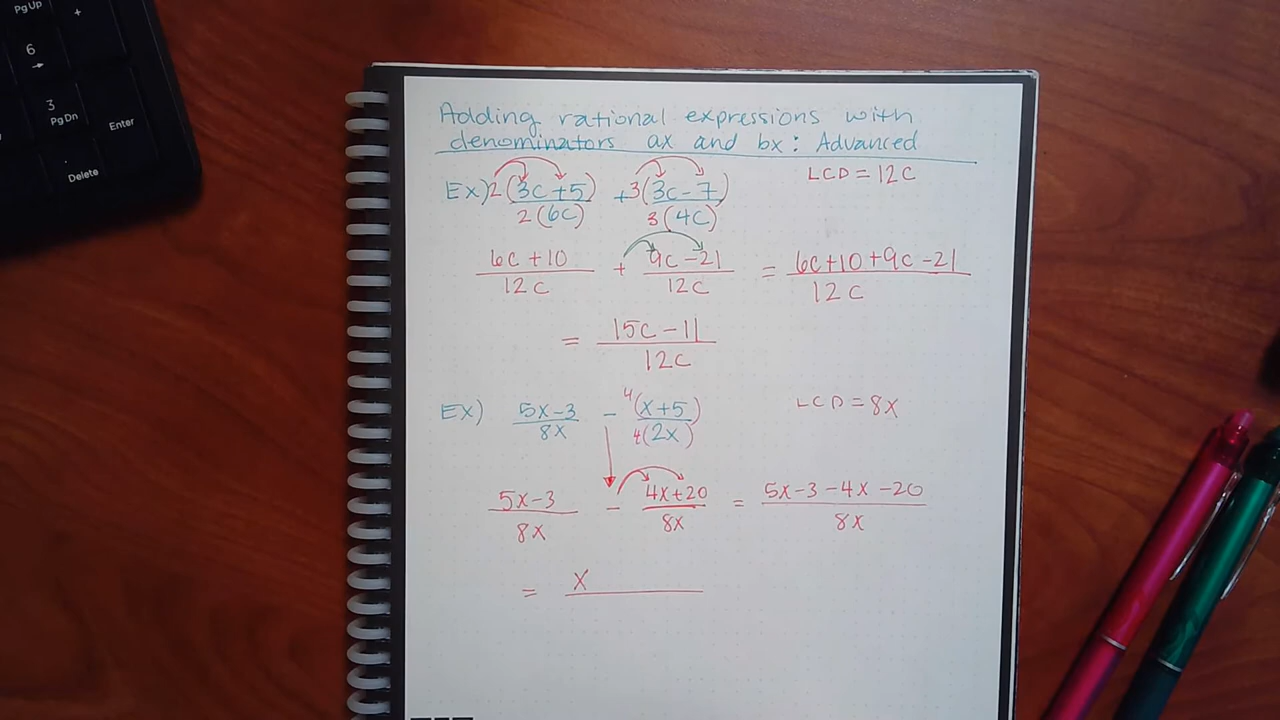 PgUp
+
6
→
3
PgDn
Enter
.
Delete
Adding rational expressions with
denominators ax and bx: Advanced
Ex) 2(3c+5)/2(6c) + 3(3c-7)/3(4c) LCD=12c
(6c+10)/12c + (9c-21)/12c = (6c+10+9c-21)/12c
= (15c-11)/12c
Ex) (5x-3)/8x - 4(x+5)/4(2x) LCD=8x
(5x-3)/8x - (4x+20)/8x = (5x-3-4x-20)/8x
= x